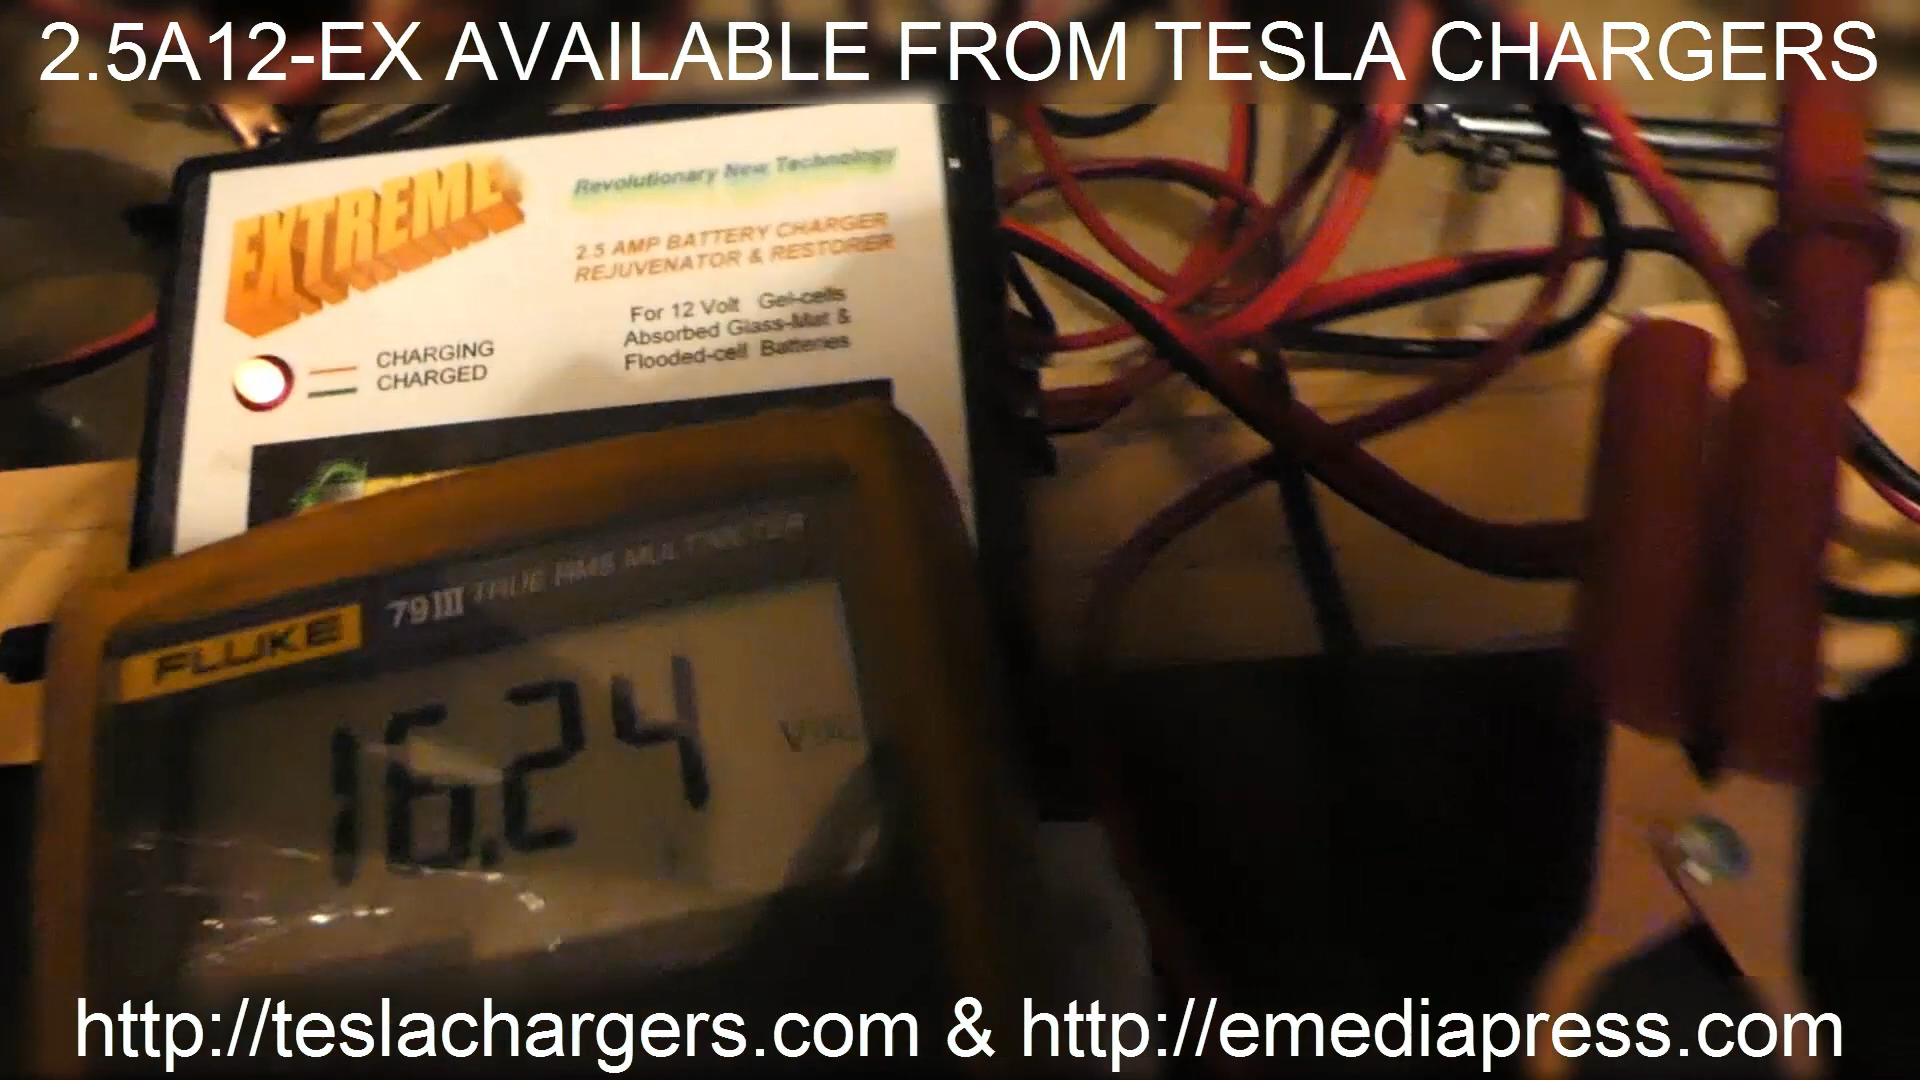 2.5A12-EX AVAILABLE FROM TESLA CHARGERS
EXTREME
Revolutionary New Technology
2.5 AMP BATTERY CHARGER
REJUVENATOR & RESTORER
For 12 Volt Gel-cells
Absorbed Glass-Mat &
Flooded-cell Batteries
CHARGING
CHARGED
FLUKE 79III TRUE RMS MULTIMETER
16.24 VDC
http://teslachargers.com & http://emediapress.com